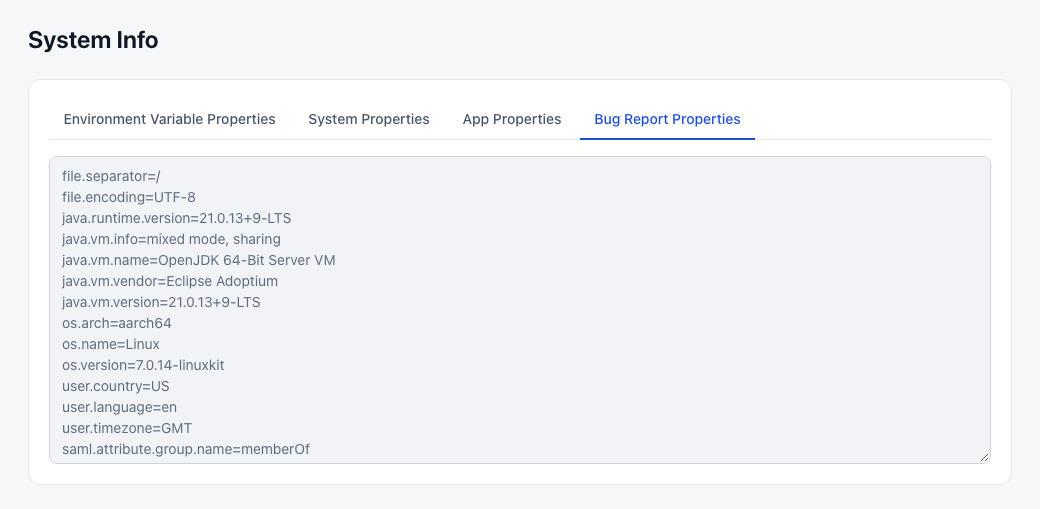 System Info
Environment Variable Properties System Properties App Properties Bug Report Properties
file.separator=/
file.encoding=UTF-8
java.runtime.version=21.0.13+9-LTS
java.vm.info=mixed mode, sharing
java.vm.name=OpenJDK 64-Bit Server VM
java.vm.vendor=Eclipse Adoptium
java.vm.version=21.0.13+9-LTS
os.arch=aarch64
os.name=Linux
os.version=7.0.14-linuxkit
user.country=US
user.language=en
user.timezone=GMT
saml.attribute.group.name=memberOf